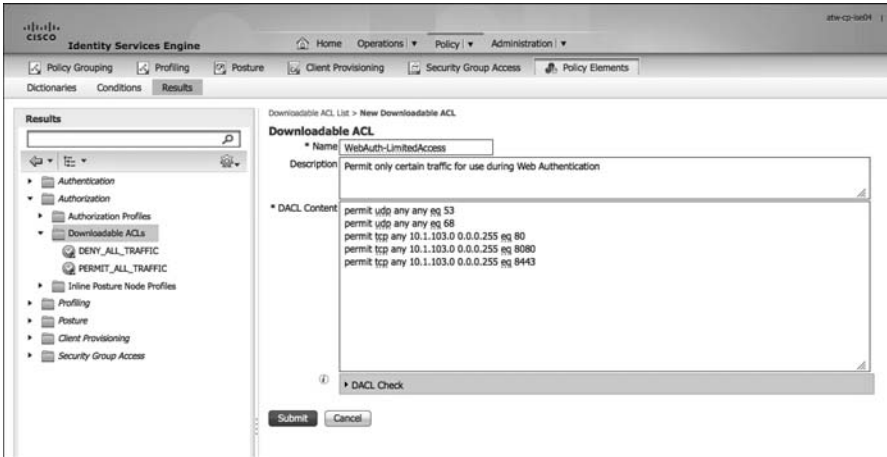 atw-cp-ise04
CISCO
Identity Services Engine
Home Operations Policy Administration
Policy Grouping Profiling Posture Client Provisioning Security Group Access Policy Elements
Dictionaries Conditions Results
Results
Authentication
Authorization
Authorization Profiles
Downloadable ACLs
DENY_ALL_TRAFFIC
PERMIT_ALL_TRAFFIC
Inline Posture Node Profiles
Profiling
Posture
Client Provisioning
Security Group Access
Downloadable ACL List > New Downloadable ACL
Downloadable ACL
* Name WebAuth-LimitedAccess
Description Permit only certain traffic for use during Web Authentication
* DACL Content permit udp any any eq 53
permit udp any any eq 68
permit tcp any 10.1.103.0 0.0.0.255 eq 80
permit tcp any 10.1.103.0 0.0.0.255 eq 8080
permit tcp any 10.1.103.0 0.0.0.255 eq 8443
DACL Check
Submit Cancel